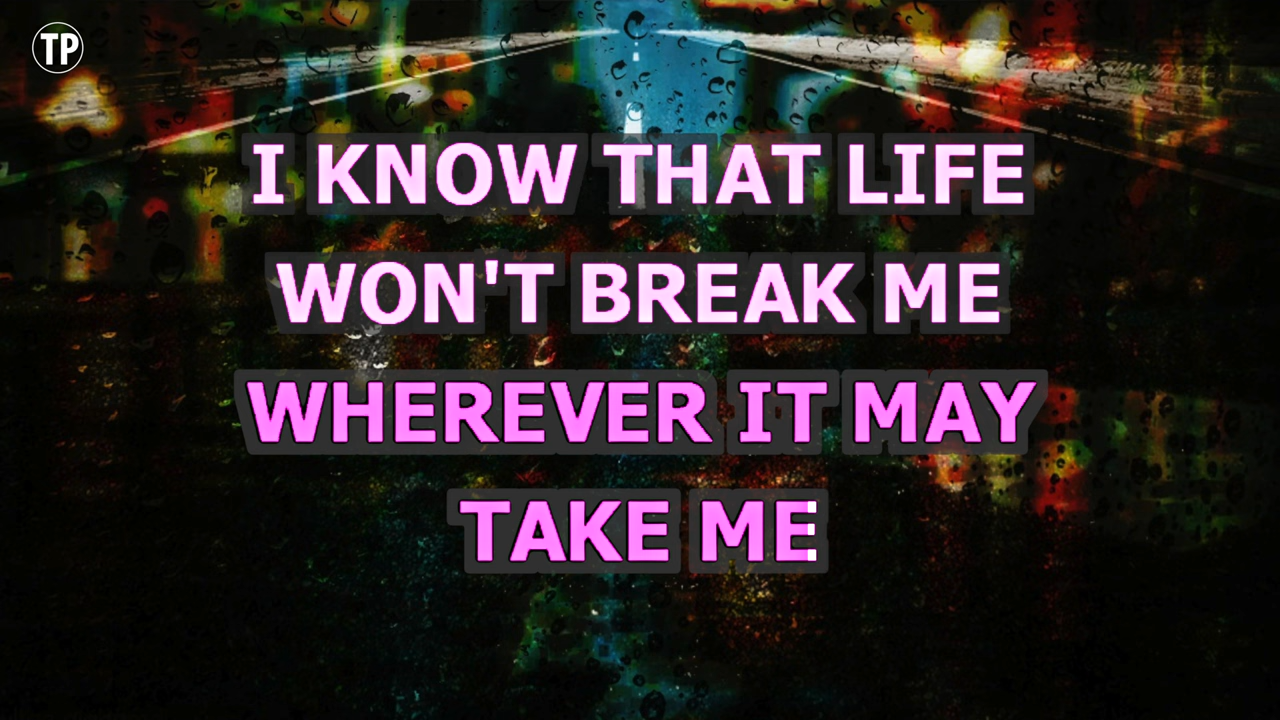 TP
I KNOW THAT LIFE
WON'T BREAK ME
WHEREVER IT MAY
TAKE ME